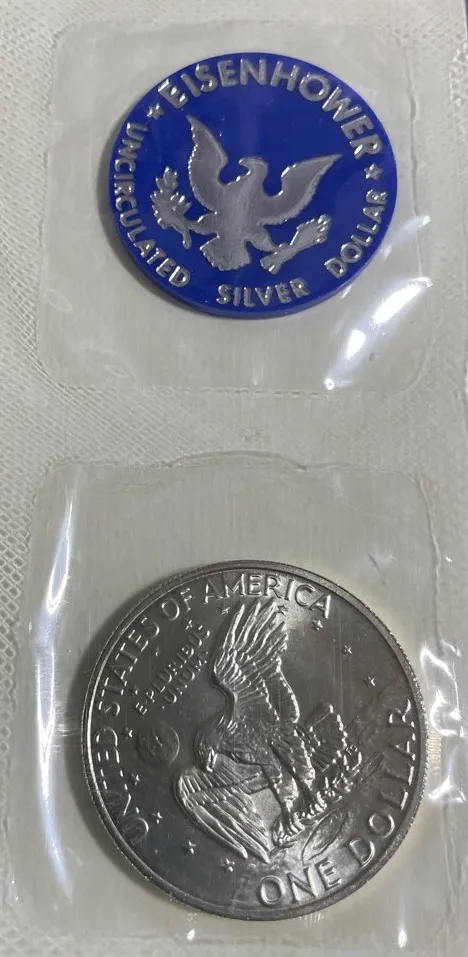 EISENHOWER
UNCIRCULATED SILVER DOLLAR
UNITED STATES OF AMERICA
E PLURIBUS
UNUM
ONE DOLLAR